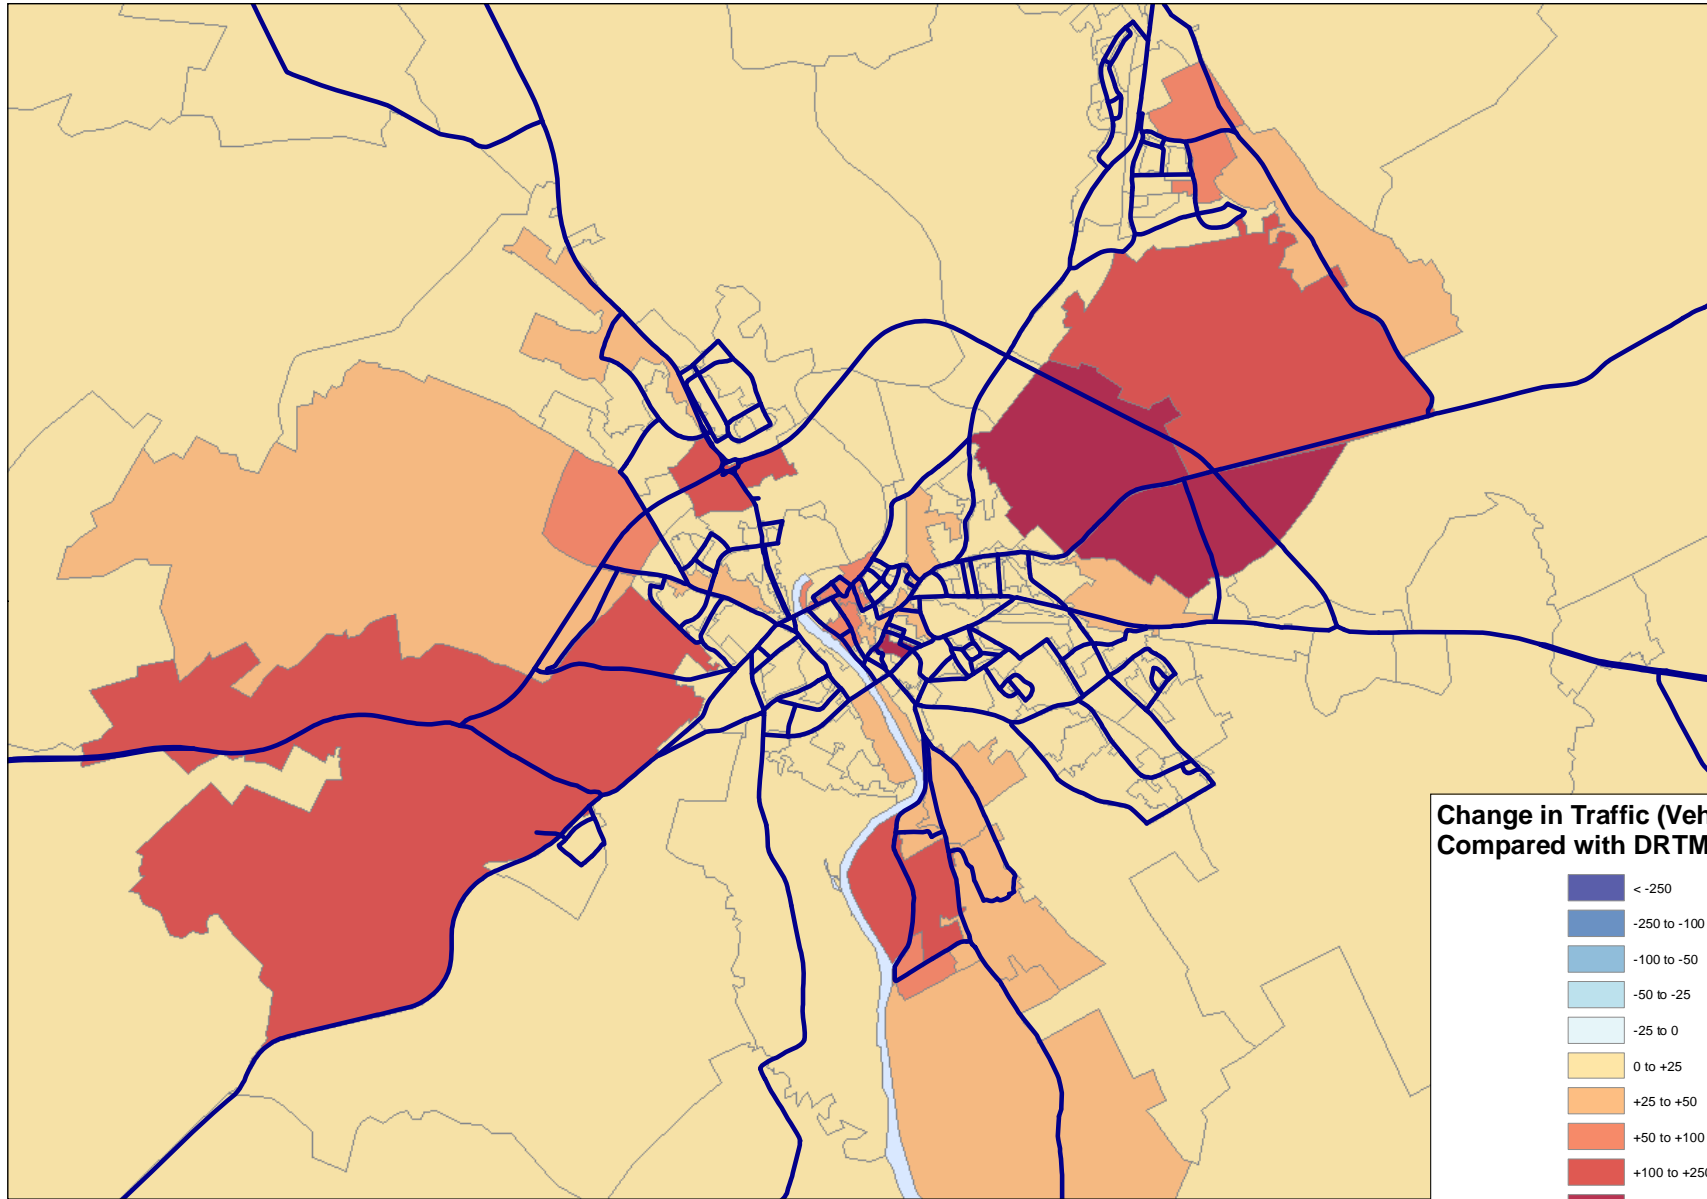 Change in Traffic (Veh
Compared with DRTM
< -250
-250 to -100
-100 to -50
-50 to -25
-25 to 0
0 to +25
+25 to +50
+50 to +100
+100 to +250